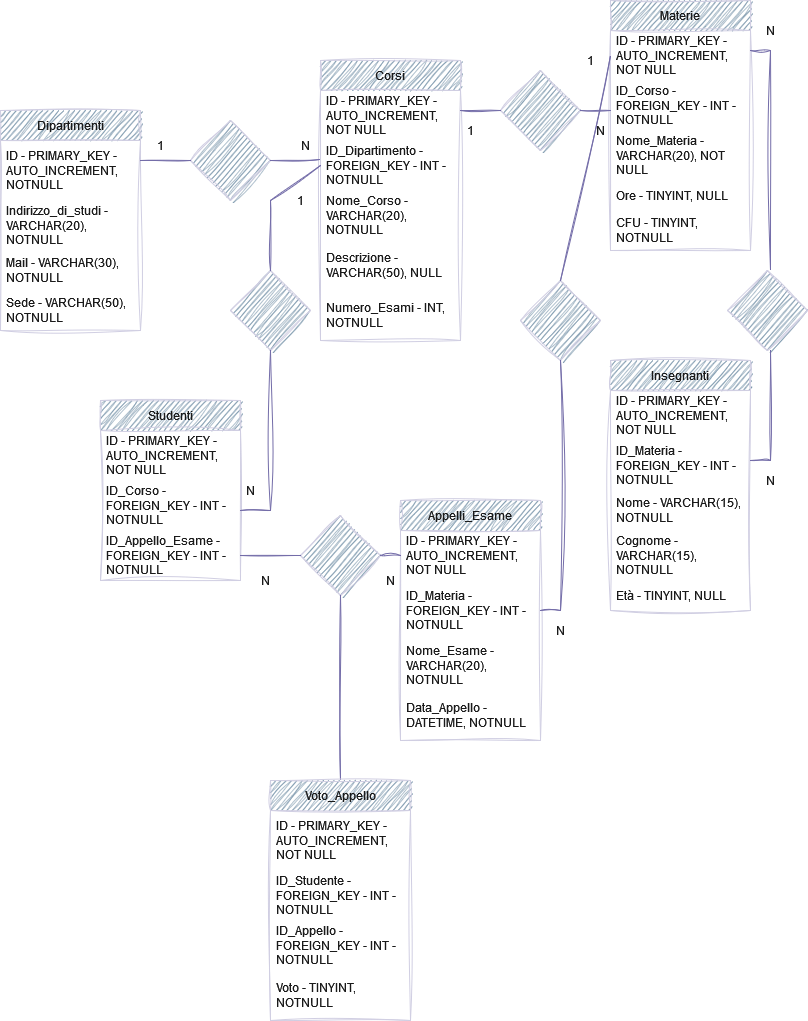 Dipartimenti
ID - PRIMARY_KEY -
AUTO_INCREMENT,
NOTNULL
Indirizzo_di_studi -
VARCHAR(20),
NOTNULL
Mail - VARCHAR(30),
NOTNULL
Sede - VARCHAR(50),
NOTNULL
1
N
Corsi
ID - PRIMARY_KEY -
AUTO_INCREMENT,
NOT NULL
ID_Dipartimento -
FOREIGN_KEY - INT -
NOTNULL
Nome_Corso -
VARCHAR(20),
NOTNULL
Descrizione -
VARCHAR(50), NULL
Numero_Esami - INT,
NOTNULL
1
N
Materie
ID - PRIMARY_KEY -
AUTO_INCREMENT,
NOT NULL
ID_Corso -
FOREIGN_KEY - INT -
NOTNULL
Nome_Materia -
VARCHAR(20), NOT
NULL
Ore - TINYINT, NULL
CFU - TINYINT,
NOTNULL
N
N
Insegnanti
ID - PRIMARY_KEY -
AUTO_INCREMENT,
NOT NULL
ID_Materia -
FOREIGN_KEY - INT -
NOTNULL
Nome - VARCHAR(15),
NOTNULL
Cognome -
VARCHAR(15),
NOTNULL
Età - TINYINT, NULL
1
N
Studenti
ID - PRIMARY_KEY -
AUTO_INCREMENT,
NOT NULL
ID_Corso -
FOREIGN_KEY - INT -
NOTNULL
ID_Appello_Esame -
FOREIGN_KEY - INT -
NOTNULL
N
N
Appelli_Esame
ID - PRIMARY_KEY -
AUTO_INCREMENT,
NOT NULL
ID_Materia -
FOREIGN_KEY - INT -
NOTNULL
Nome_Esame -
VARCHAR(20),
NOTNULL
Data_Appello -
DATETIME, NOTNULL
1
N
Voto_Appello
ID - PRIMARY_KEY -
AUTO_INCREMENT,
NOT NULL
ID_Studente -
FOREIGN_KEY - INT -
NOTNULL
ID_Appello -
FOREIGN_KEY - INT -
NOTNULL
Voto - TINYINT,
NOTNULL